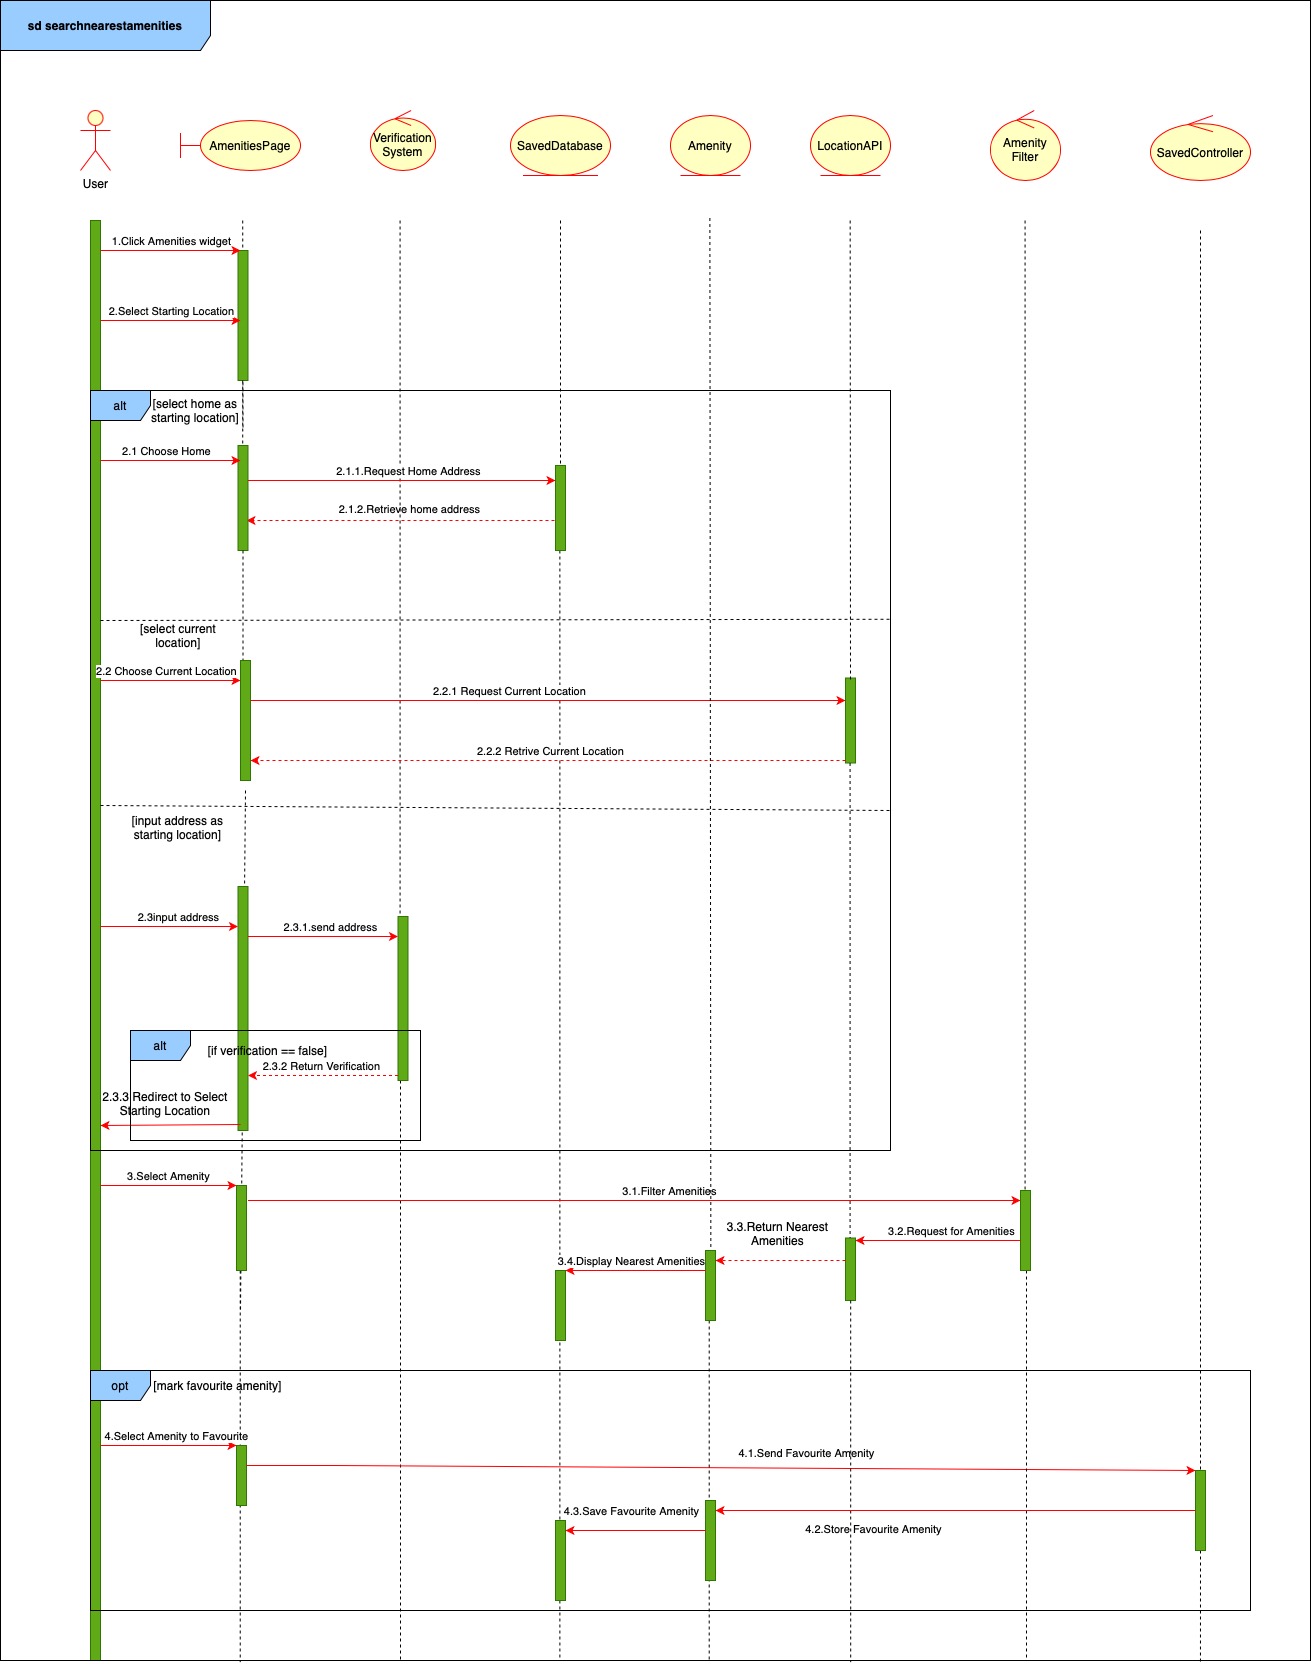 sd searchnearestamenities
User
AmenitiesPage
Verification
System
SavedDatabase
Amenity
LocationAPI
Amenity
Filter
SavedController
1.Click Amenities widget
2.Select Starting Location
alt
[select home as
starting location]
2.1 Choose Home
2.1.1.Request Home Address
2.1.2.Retrieve home address
[select current
location]
2.2 Choose Current Location
2.2.1 Request Current Location
2.2.2 Retrive Current Location
[input address as
starting location]
2.3input address
2.3.1.send address
alt
[if verification == false]
2.3.2 Return Verification
2.3.3 Redirect to Select
Starting Location
3.Select Amenity
3.1.Filter Amenities
3.2.Request for Amenities
3.3.Return Nearest
Amenities
3.4.Display Nearest Amenities
opt
[mark favourite amenity]
4.Select Amenity to Favourite
4.1.Send Favourite Amenity
4.3.Save Favourite Amenity
4.2.Store Favourite Amenity